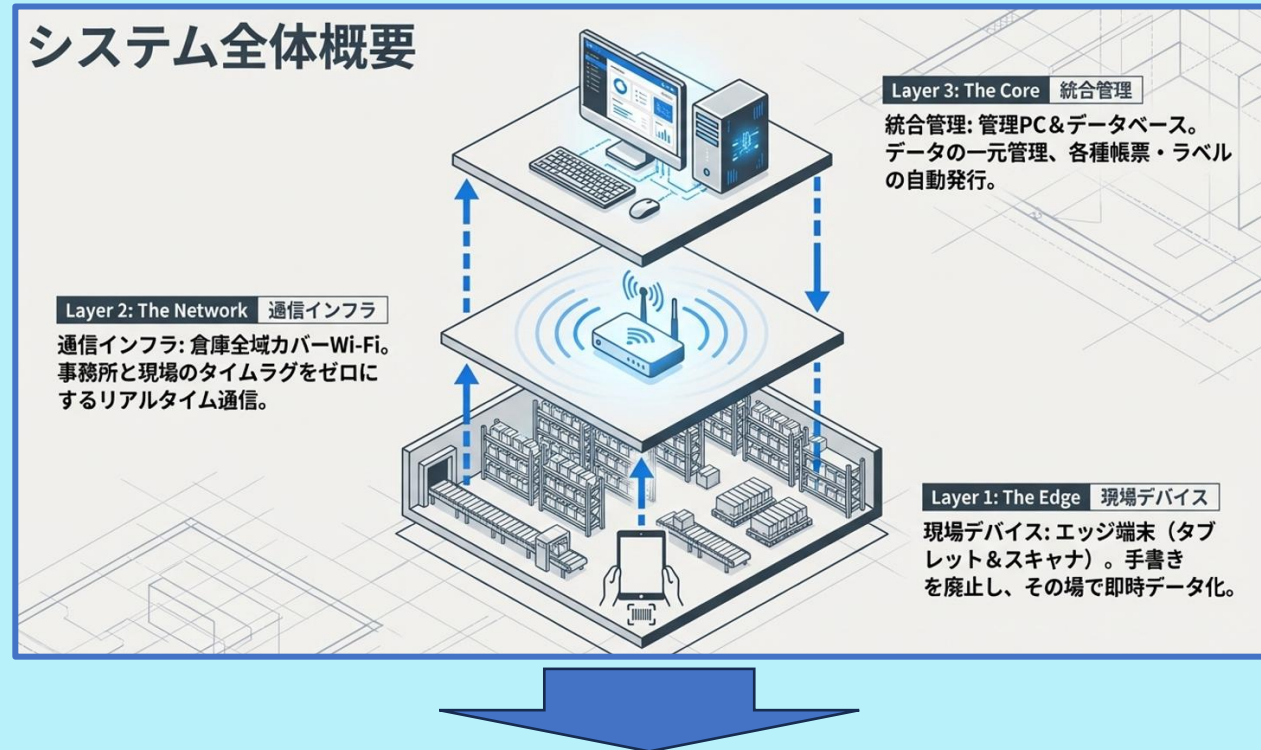 システム全体概要
Layer 3: The Core 統合管理
統合管理: 管理PC＆データベース。
データの一元管理、各種帳票・ラベル
の自動発行。
Layer 2: The Network 通信インフラ
通信インフラ: 倉庫全域カバーWi-Fi。
事務所と現場のタイムラグをゼロに
するリアルタイム通信。
Layer 1: The Edge 現場デバイス
現場デバイス: エッジ端末（タブ
レット＆スキャナ）。手書き
を廃止し、その場で即時データ化。